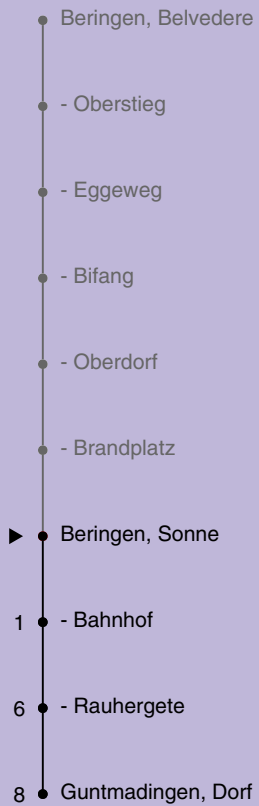 Beringen, Belvedere
- Oberstieg
- Eggeweg
- Bifang
- Oberdorf
- Brandplatz
Beringen, Sonne
1 - Bahnhof
6 - Rauhergete
8 Guntmadingen, Dorf